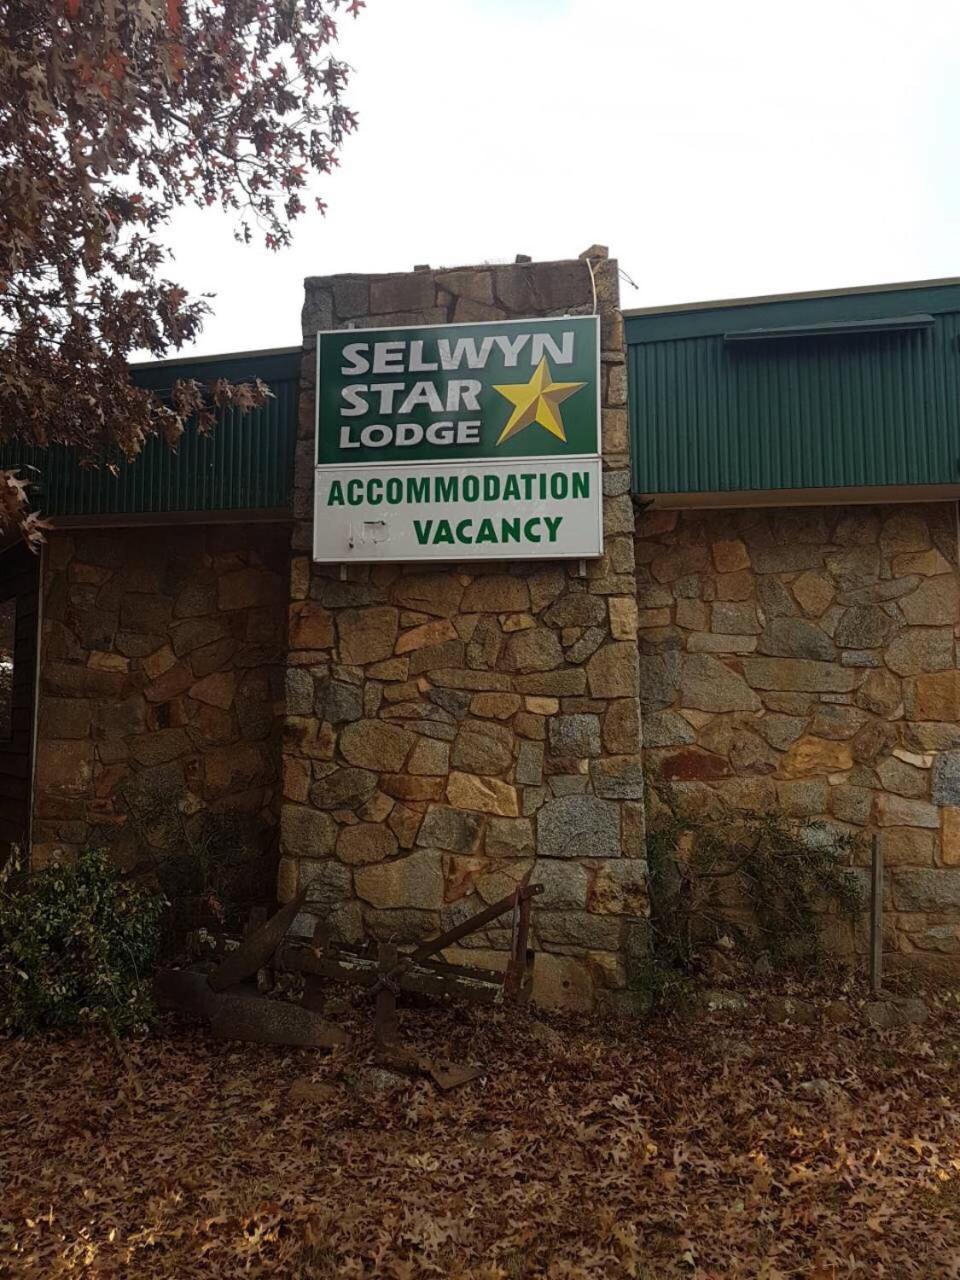 SELWYN
STAR
LODGE
ACCOMMODATION
VACANCY